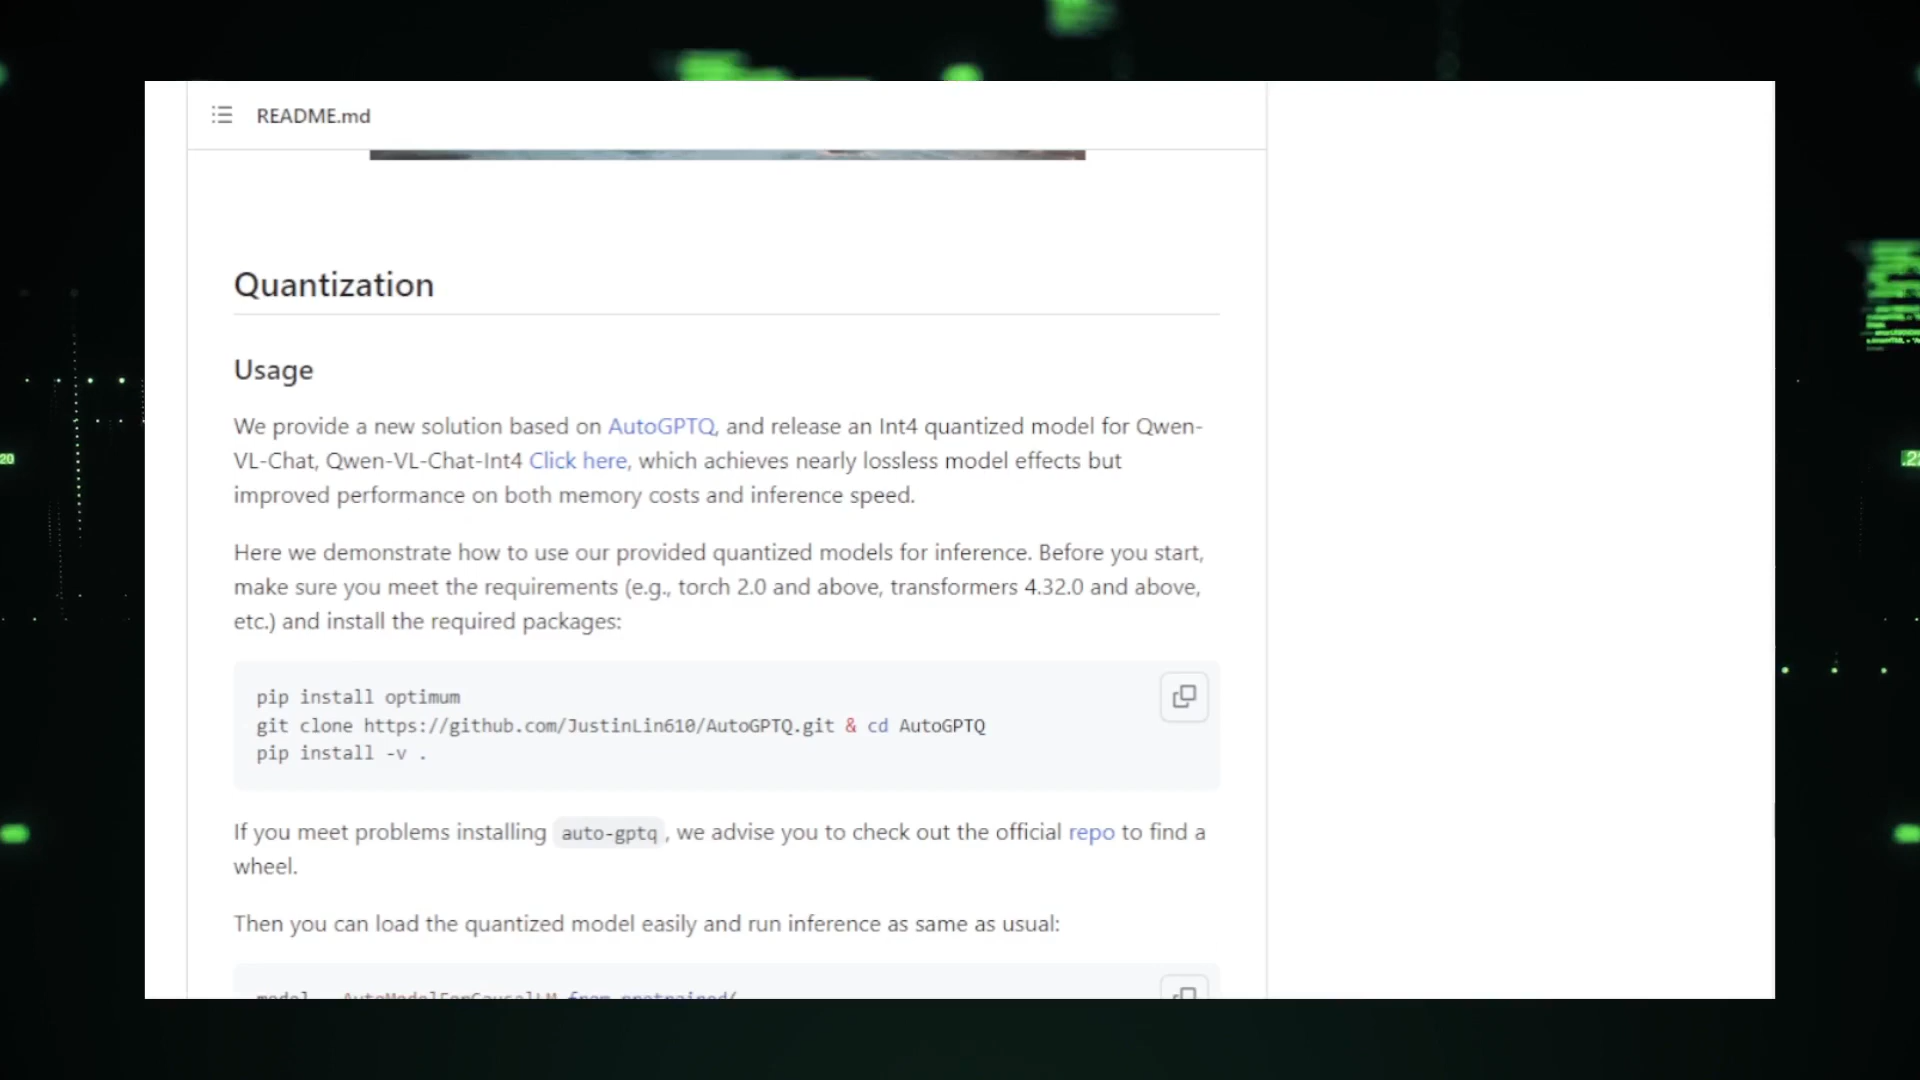 README.md
Quantization
Usage
We provide a new solution based on AutoGPTQ, and release an Int4 quantized model for Qwen-
VL-Chat, Qwen-VL-Chat-Int4 Click here, which achieves nearly lossless model effects but
improved performance on both memory costs and inference speed.
Here we demonstrate how to use our provided quantized models for inference. Before you start,
make sure you meet the requirements (e.g., torch 2.0 and above, transformers 4.32.0 and above,
etc.) and install the required packages:
pip install optimum
git clone https://github.com/JustinLin610/AutoGPTQ.git & cd AutoGPTQ
pip install -v .
If you meet problems installing auto-gptq, we advise you to check out the official repo to find a
wheel.
Then you can load the quantized model easily and run inference as same as usual:
20